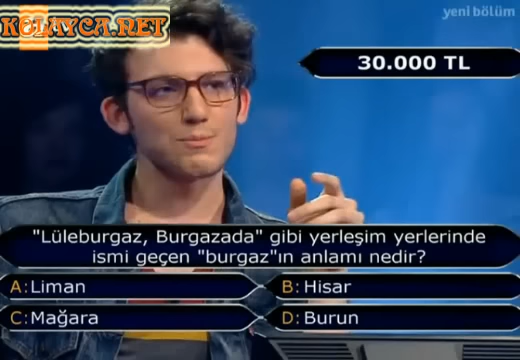 yeni bölüm
KOLAYCA.NET
30.000 TL
"Lüleburgaz, Burgazada" gibi yerleşim yerlerinde
ismi geçen "burgaz"ın anlamı nedir?
A:Liman
B:Hisar
C:Mağara
D:Burun